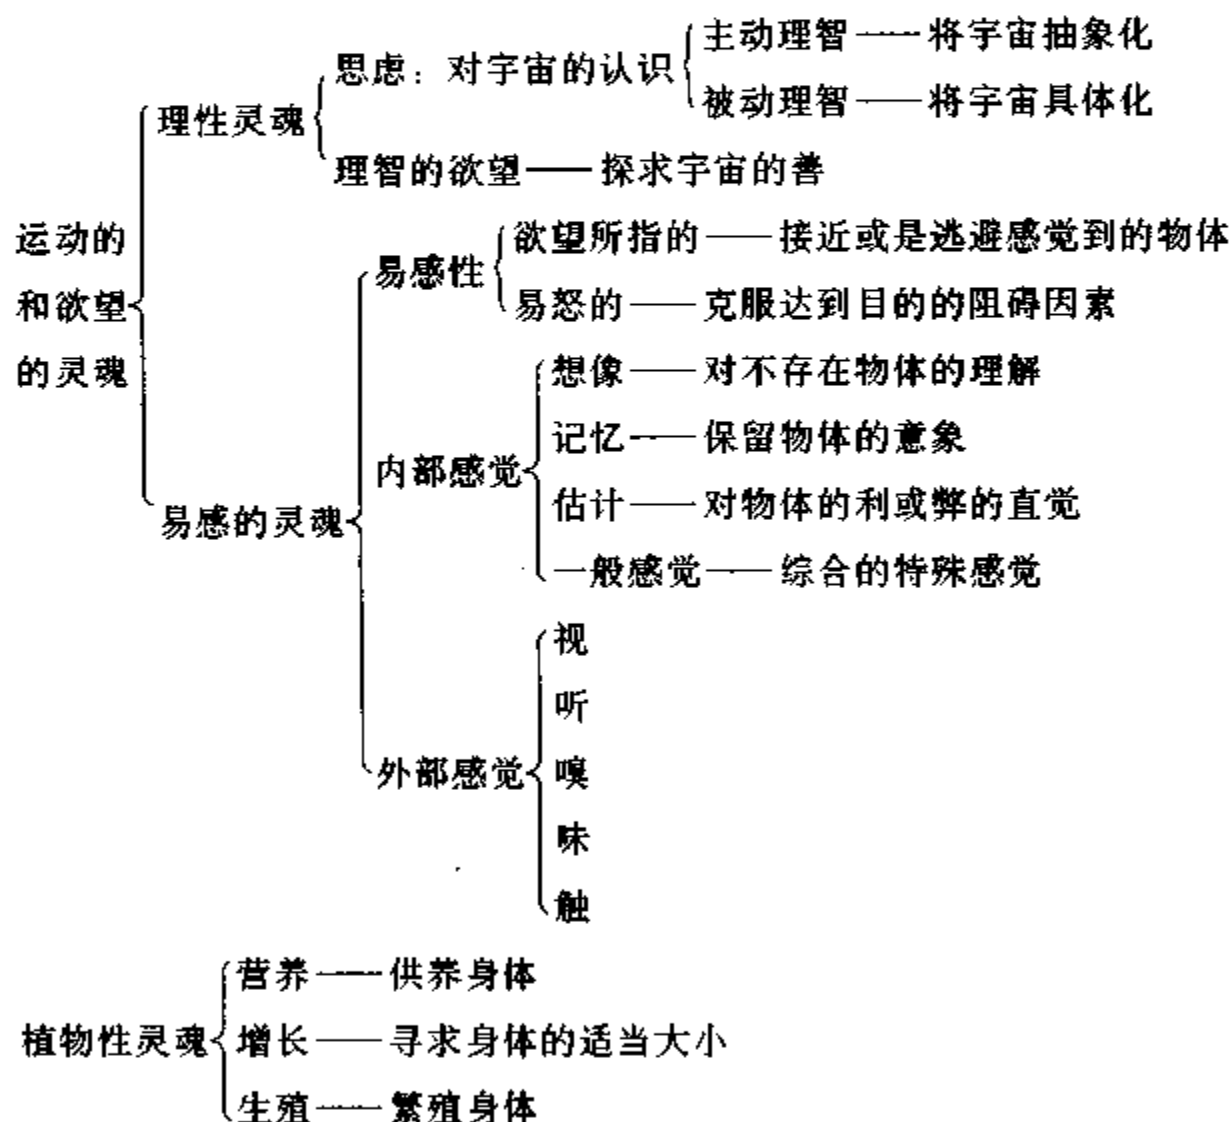 主动理智——将宇宙抽象化
思虑：对宇宙的认识
被动理智——将宇宙具体化
理性灵魂
理智的欲望——探求宇宙的善
运动的
和欲望
的灵魂
欲望所指的——接近或是逃避感觉到的物体
易感性
易怒的——克服达到目的的阻碍因素
想像——对不存在物体的理解
记忆——保留物体的意象
内部感觉
估计——对物体的利或弊的直觉
易感的灵魂
一般感觉——综合的特殊感觉
视
听
外部感觉
嗅
味
触
营养——供养身体
植物性灵魂
增长——寻求身体的适当大小
生殖——繁殖身体